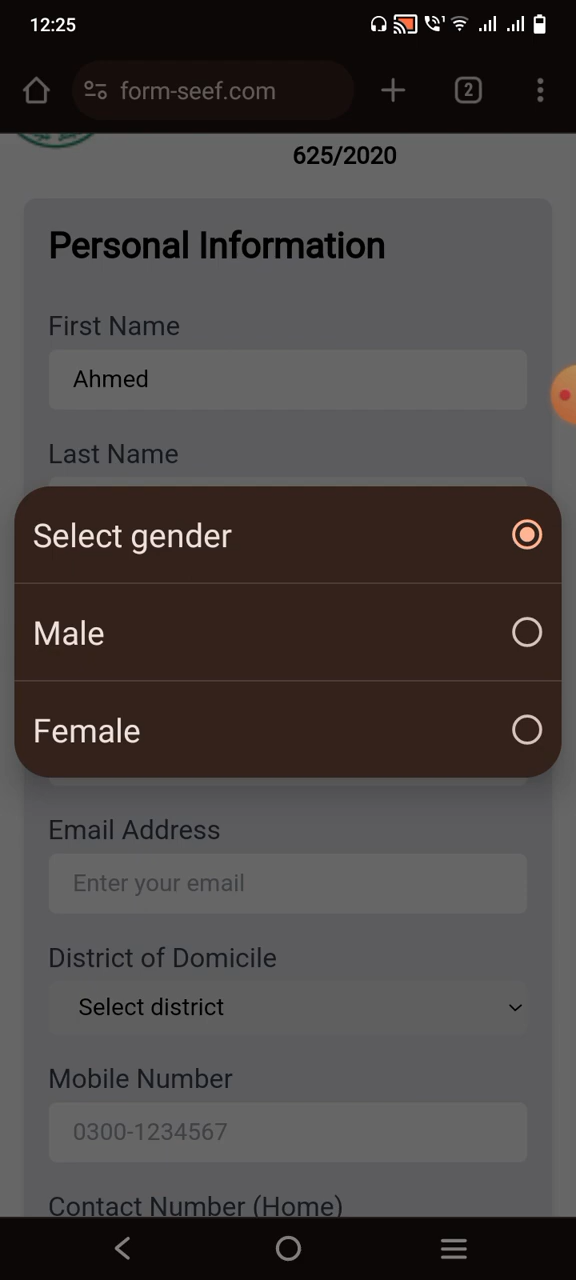 12:25
form-seef.com
2
625/2020
Personal Information
First Name
Ahmed
Last Name
Select gender
Male
Female
Email Address
Enter your email
District of Domicile
Select district
Mobile Number
0300-1234567
Contact Number (Home)